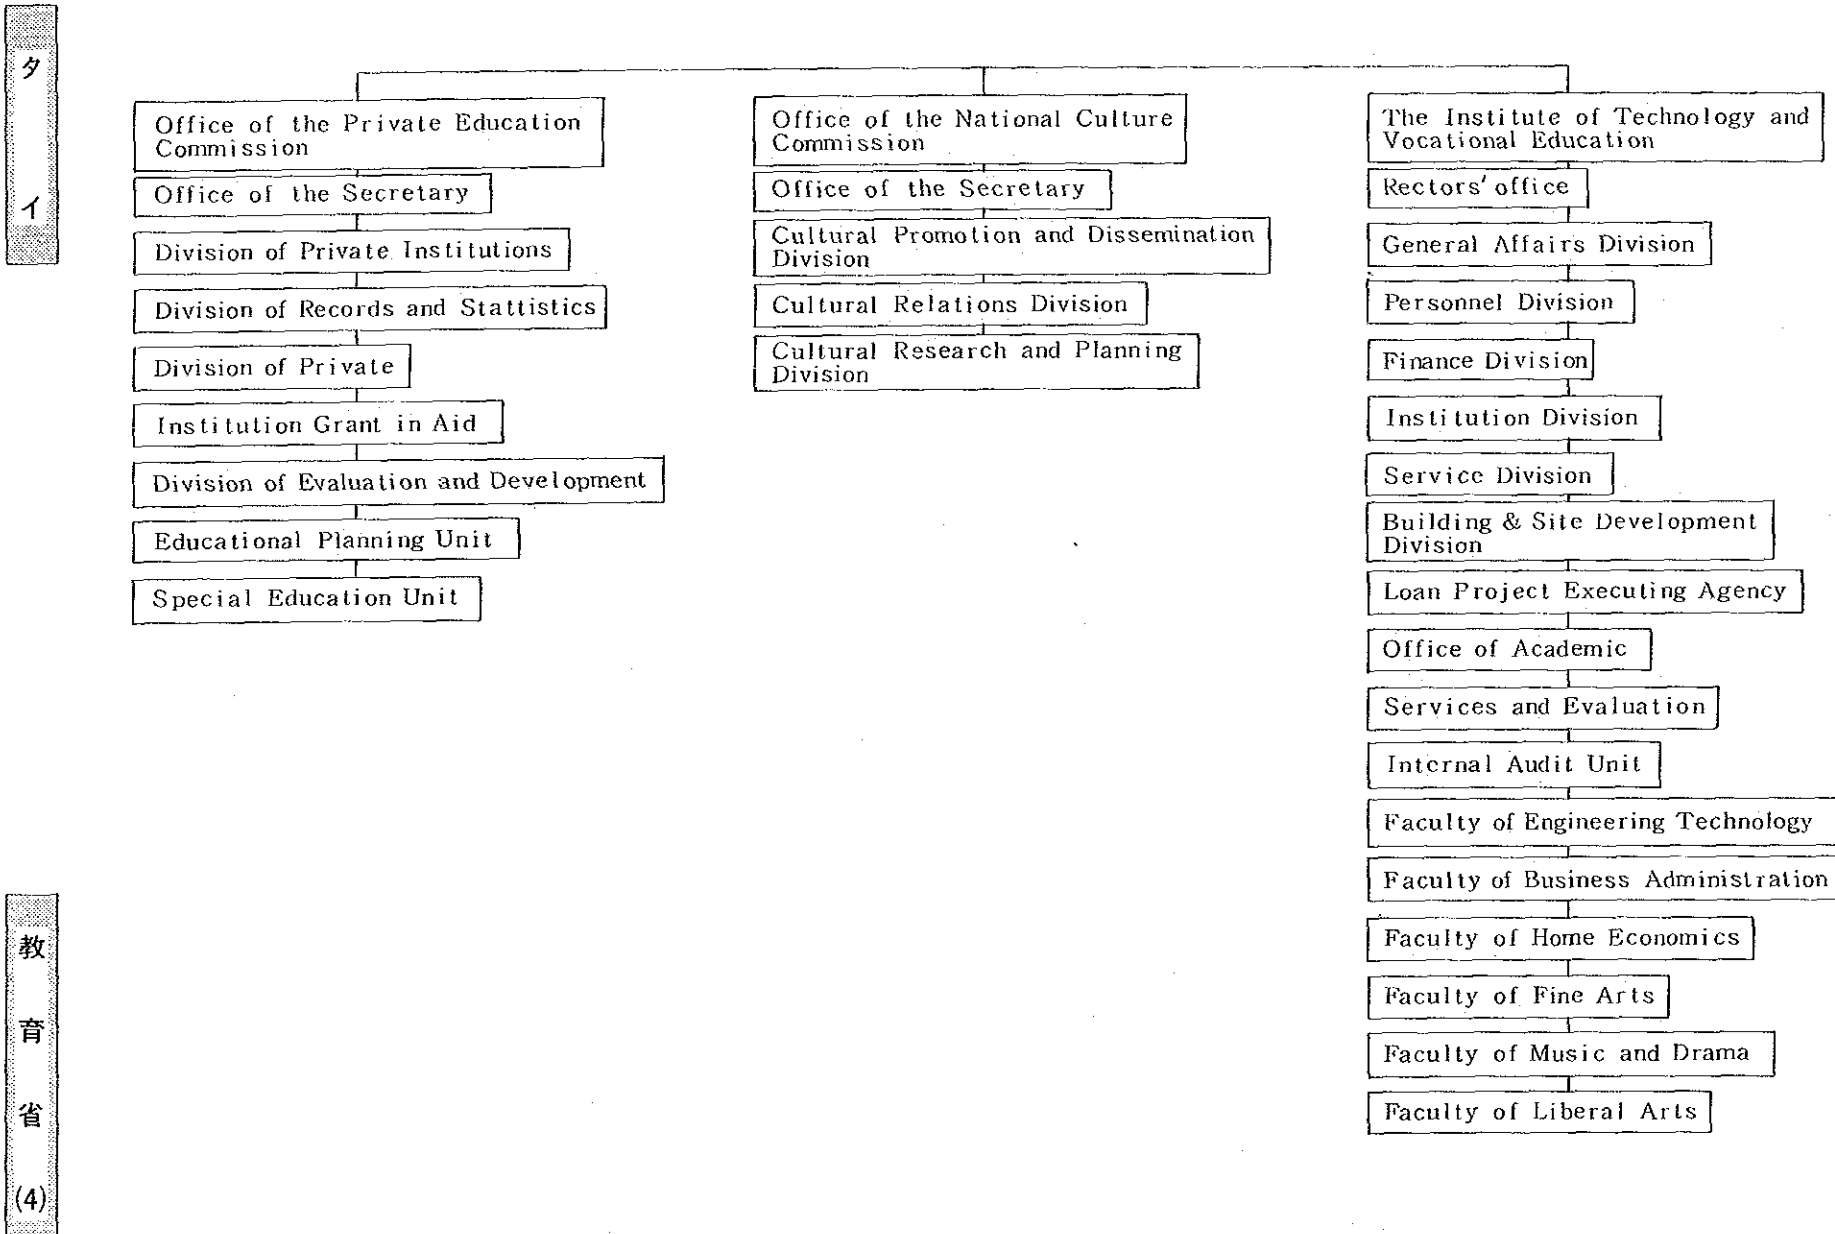 タイ
Office of the Private Education
Commission
Office of the Secretary
Division of Private Institutions
Division of Records and Stattistics
Division of Private
Institution Grant in Aid
Division of Evaluation and Development
Educational Planning Unit
Special Education Unit
Office of the National Culture
Commission
Office of the Secretary
Cultural Promotion and Dissemination
Division
Cultural Relations Division
Cultural Research and Planning
Division
The Institute of Technology and
Vocational Education
Rectors' office
General Affairs Division
Personnel Division
Finance Division
Institution Division
Service Division
Building & Site Development
Division
Loan Project Executing Agency
Office of Academic
Services and Evaluation
Internal Audit Unit
Faculty of Engineering Technology
Faculty of Business Administration
Faculty of Home Economics
Faculty of Fine Arts
Faculty of Music and Drama
Faculty of Liberal Arts
教育省(4)